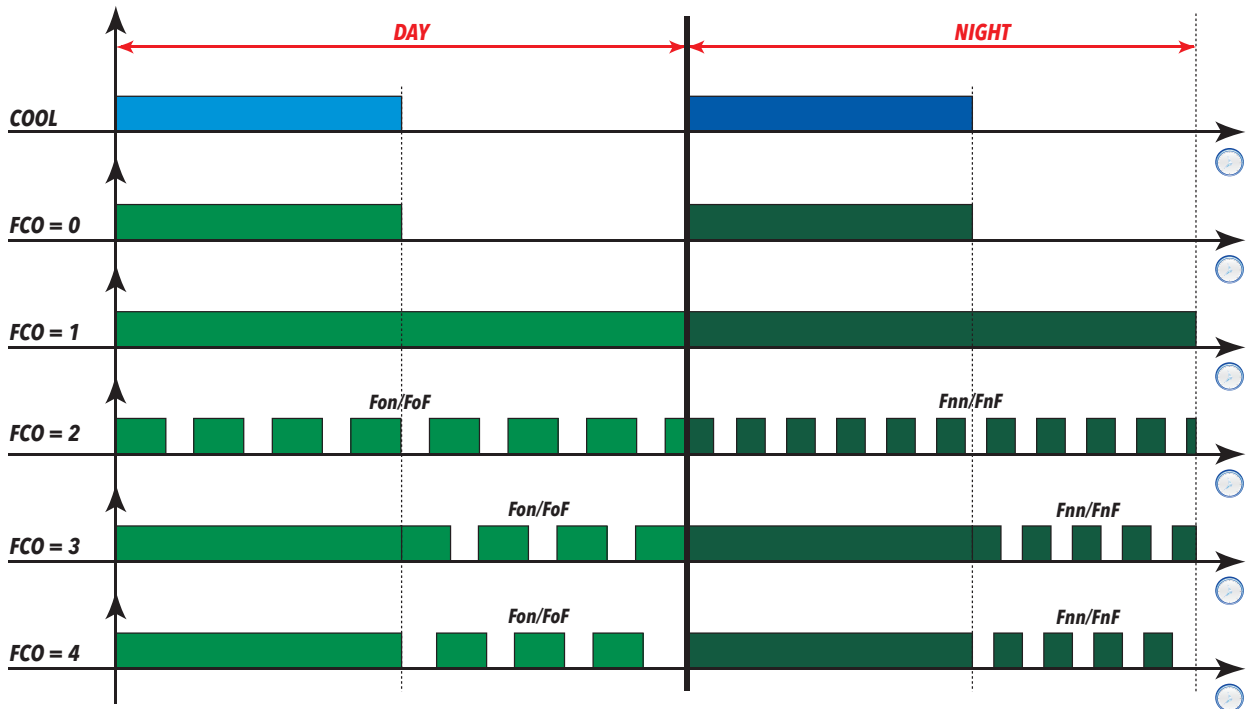 DAY NIGHT
COOL
FCO = 0
FCO = 1
Fon/FoF Fnn/FnF
FCO = 2
Fon/FoF Fnn/FnF
FCO = 3
Fon/FoF Fnn/FnF
FCO = 4